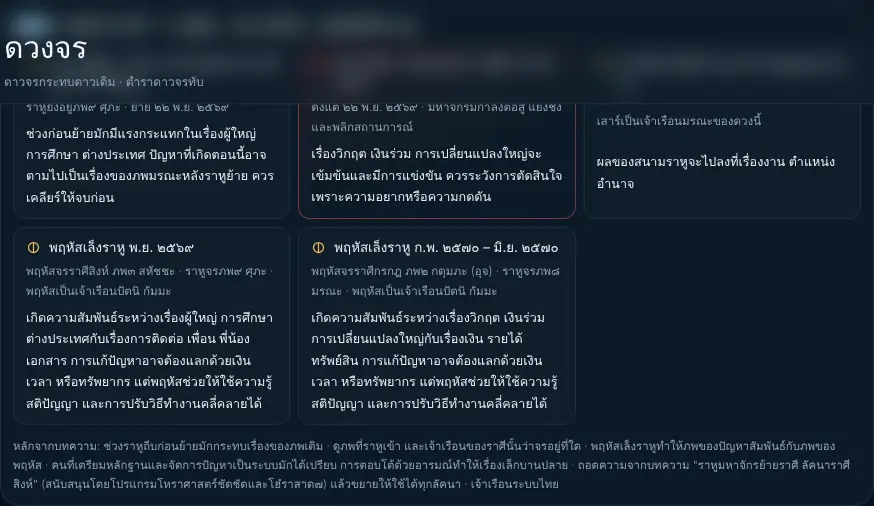 ดวงจร
ดาวจรกระทบดาวเดิม · ตำราดาวจรทับ
ราหูยังอยู่ภพ๙ ศุภะ · ย้าย ๒๒ พ.ย. ๒๕๖๙
ช่วงก่อนย้ายมักมีแรงกระแทกในเรื่องผู้ใหญ่
การศึกษา ต่างประเทศ ปัญหาที่เกิดตอนนี้อาจ
ตามไปเป็นเรื่องของภพมรณะหลังราหูย้าย ควร
เคลียร์ให้จบก่อน
ตั้งแต่ ๒๒ พ.ย. ๒๕๖๙ · มหาจักรมีกำลังต่อสู้ แย่งชิง
และพลิกสถานการณ์
เรื่องวิกฤต เงินร่วม การเปลี่ยนแปลงใหญ่จะ
เข้มข้นและมีการแข่งขัน ควรระวังการตัดสินใจ
เพราะความอยากหรือความกดดัน
เสาร์เป็นเจ้าเรือนมรณะของดวงนี้
ผลของสนามราหูจะไปลงที่เรื่องงาน ตำแหน่ง
อำนาจ
พฤหัสเล็งราหู พ.ย. ๒๕๖๙
พฤหัสจรราศีสิงห์ ภพ๓ สหัชชะ · ราหูจรภพ๙ ศุภะ ·
พฤหัสเป็นเจ้าเรือนปัตนิ กัมมะ
เกิดความสัมพันธ์ระหว่างเรื่องผู้ใหญ่ การศึกษา
ต่างประเทศกับเรื่องการติดต่อ เพื่อน พี่น้อง
เอกสาร การแก้ปัญหาอาจต้องแลกด้วยเงิน
เวลา หรือทรัพยากร แต่พฤหัสช่วยให้ใช้ความรู้
สติปัญญา และการปรับวิธีทำงานคลี่คลายได้
พฤหัสเล็งราหู ก.พ. ๒๕๗๐ – มิ.ย. ๒๕๗๐
พฤหัสจรราศีกรกฎ ภพ๒ กดุมภะ (อุจ) · ราหูจรภพ๘
มรณะ · พฤหัสเป็นเจ้าเรือนปัตนิ กัมมะ
เกิดความสัมพันธ์ระหว่างเรื่องวิกฤต เงินร่วม
การเปลี่ยนแปลงใหญ่กับเรื่องเงิน รายได้
ทรัพย์สิน การแก้ปัญหาอาจต้องแลกด้วยเงิน
เวลา หรือทรัพยากร แต่พฤหัสช่วยให้ใช้ความรู้
สติปัญญา และการปรับวิธีทำงานคลี่คลายได้
หลักจากบทความ: ช่วงราหูถีบก่อนย้ายมักกระทบเรื่องของภพเดิม · ดูภพที่ราหูเข้า และเจ้าเรือนของราศีนั้นว่าจรอยู่ที่ใด · พฤหัสเล็งราหูทำให้ภพของปัญหาสัมพันธ์กับภพของ
พฤหัส · คนที่เตรียมหลักฐานและจัดการปัญหาเป็นระบบมักได้เปรียบ การตอบโต้ด้วยอารมณ์ทำให้เรื่องเล็กบานปลาย · ถอดความจากบทความ "ราหูมหาจักรย้ายราศี ลัคนาราศี
สิงห์" (สนับสนุนโดยโปรแกรมโหราศาสตร์ชัดชัดและโฮ๋ราสาด๗) แล้วขยายให้ใช้ได้ทุกลัคนา · เจ้าเรือนระบบไทย